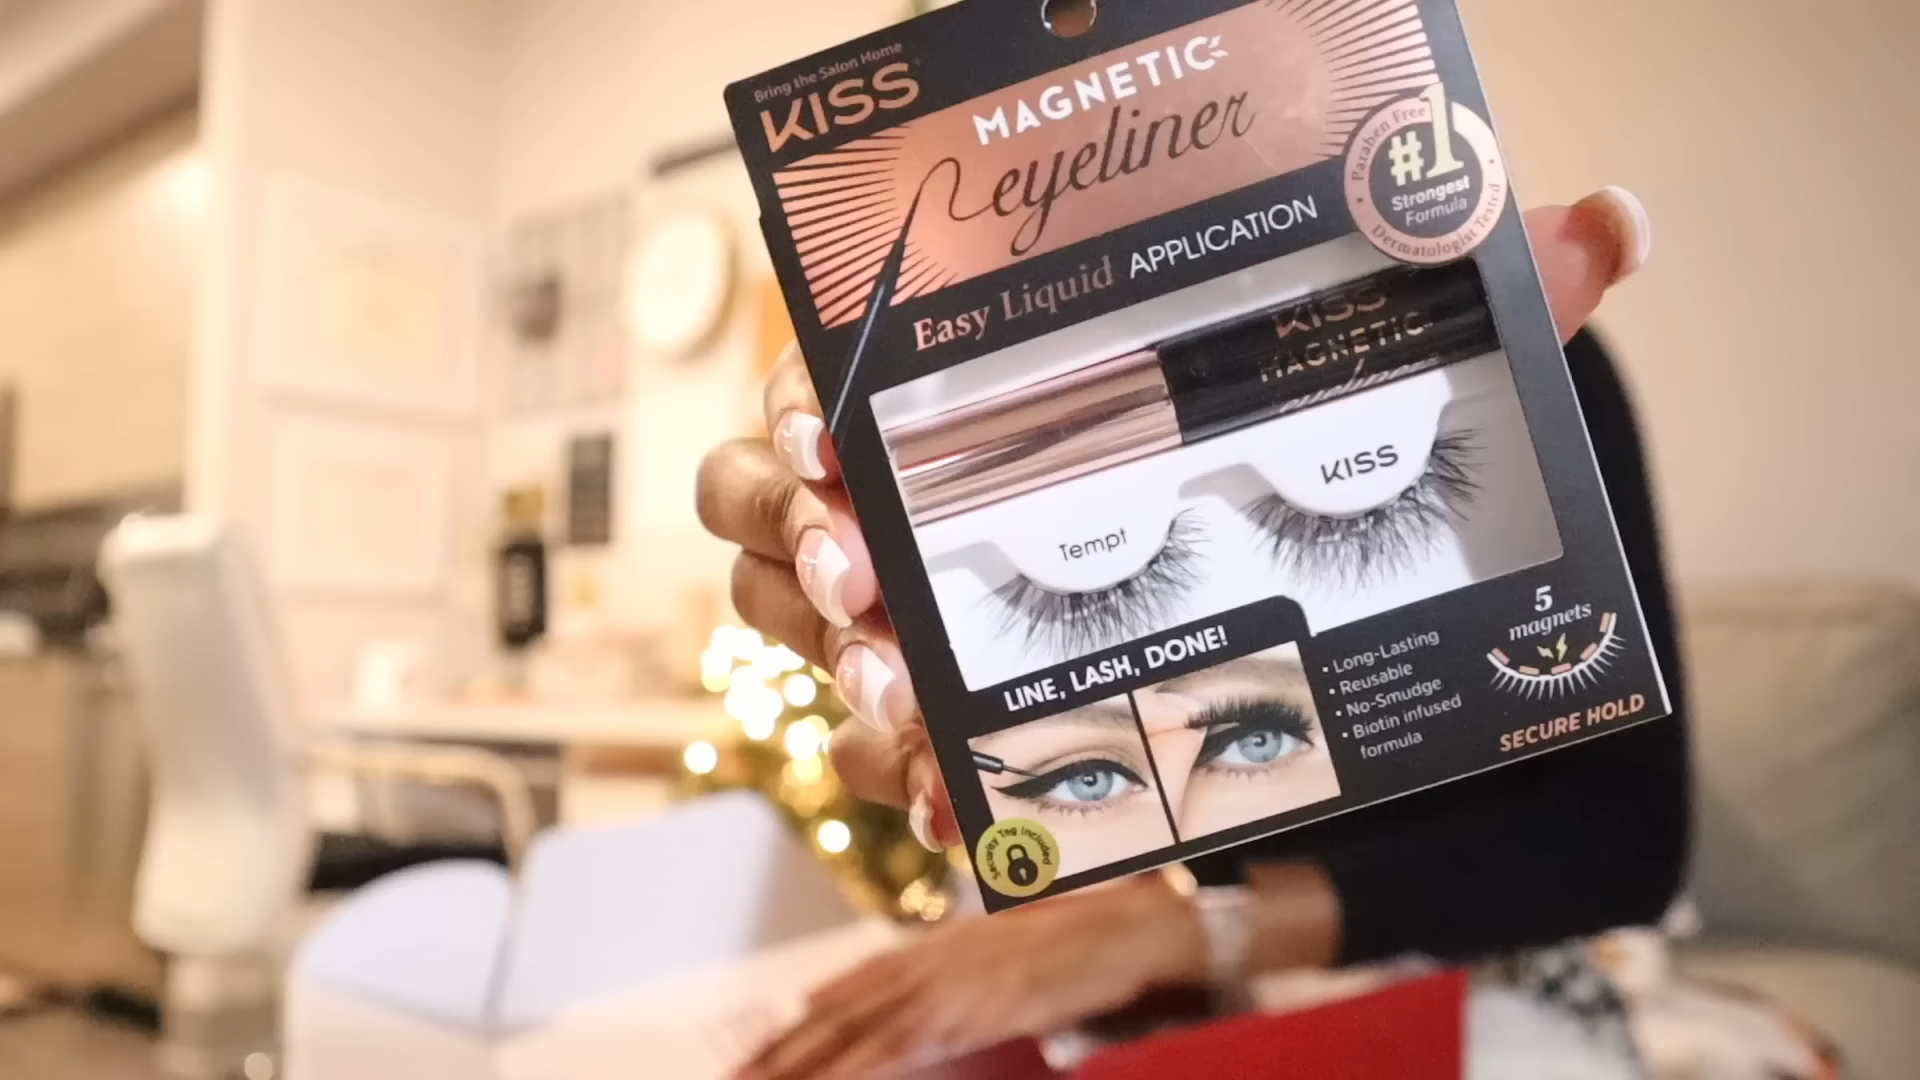 Bring the Salon Home
KISS
MAGNETIC
eyeliner
Easy Liquid APPLICATION
Paraben Free
#1
Strongest
Formula
Dermatologist Tested
KISS
MAGNETIC
eyeliner
Tempt
KISS
LINE, LASH, DONE!
• Long-Lasting
• Reusable
• No-Smudge
• Biotin infused
formula
5
magnets
SECURE HOLD
Security Tag Included